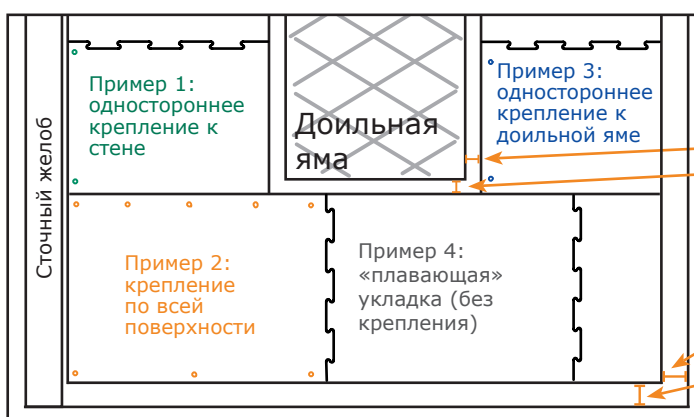 Сточный желоб
Пример 1:
одностороннее
крепление к
стене
Доильная
яма
Пример 3:
одностороннее
крепление к
доильной яме
Пример 2:
крепление
по всей
поверхности
Пример 4:
«плавающая»
укладка (без
крепления)